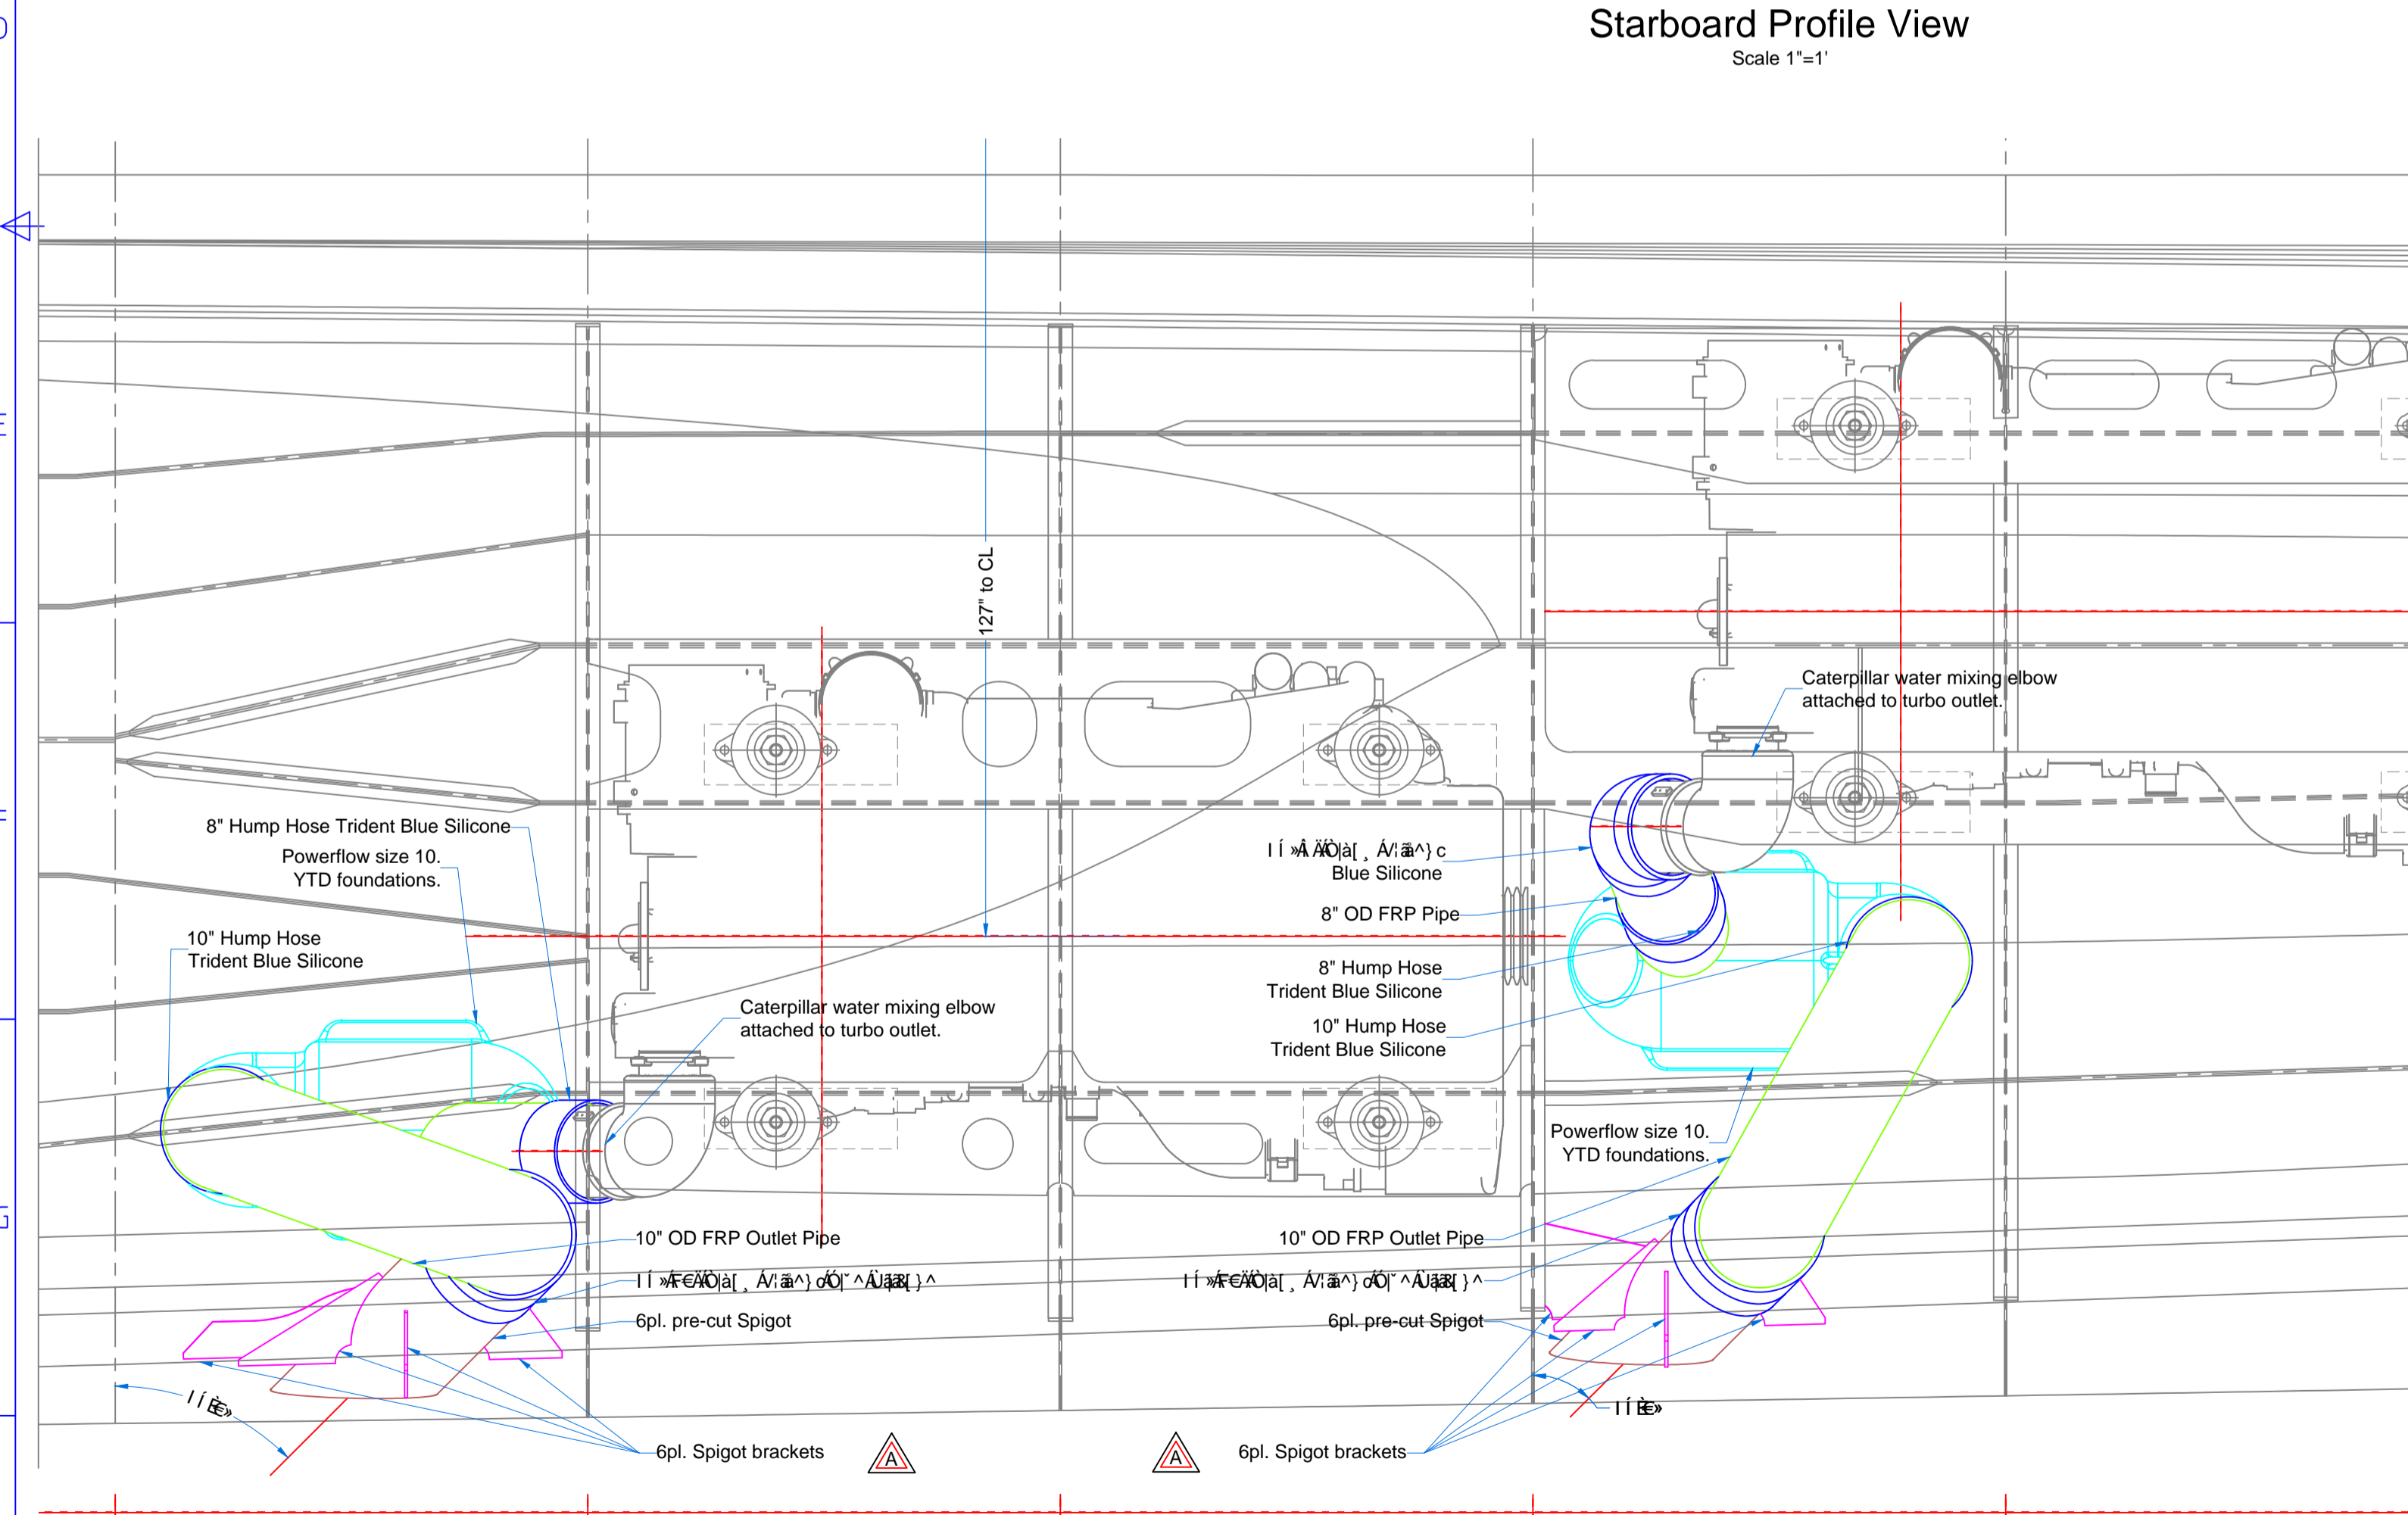 Starboard Profile View
Scale 1"=1'
127" to CL
Caterpillar water mixing elbow
attached to turbo outlet.
8" Hump Hose Trident Blue Silicone
Powerflow size 10.
YTD foundations.
10" Hump Hose
Trident Blue Silicone
Blue Silicone
8" OD FRP Pipe
8" Hump Hose
Trident Blue Silicone
10" Hump Hose
Trident Blue Silicone
Caterpillar water mixing elbow
attached to turbo outlet.
Powerflow size 10.
YTD foundations.
10" OD FRP Outlet Pipe
10" OD FRP Outlet Pipe
6pl. pre-cut Spigot
6pl. pre-cut Spigot
6pl. Spigot brackets
A
A
6pl. Spigot brackets